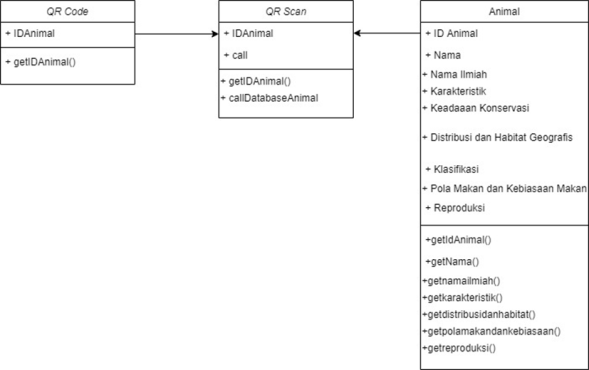 QR Code
+ IDAnimal
+ getIDAnimal()
QR Scan
+ IDAnimal
+ call
+ getIDAnimal()
+ callDatabaseAnimal
Animal
+ ID Animal
+ Nama
+ Nama Ilmiah
+ Karakteristik
+ Keadaaan Konservasi
+ Distribusi dan Habitat Geografis
+ Klasifikasi
+ Pola Makan dan Kebiasaan Makan
+ Reproduksi
+getIdAnimal()
+getNama()
+getnamailmiah()
+getkarakteristik()
+getdistribusidanhabitat()
+getpolamakandankebiasaan()
+getreproduksi()